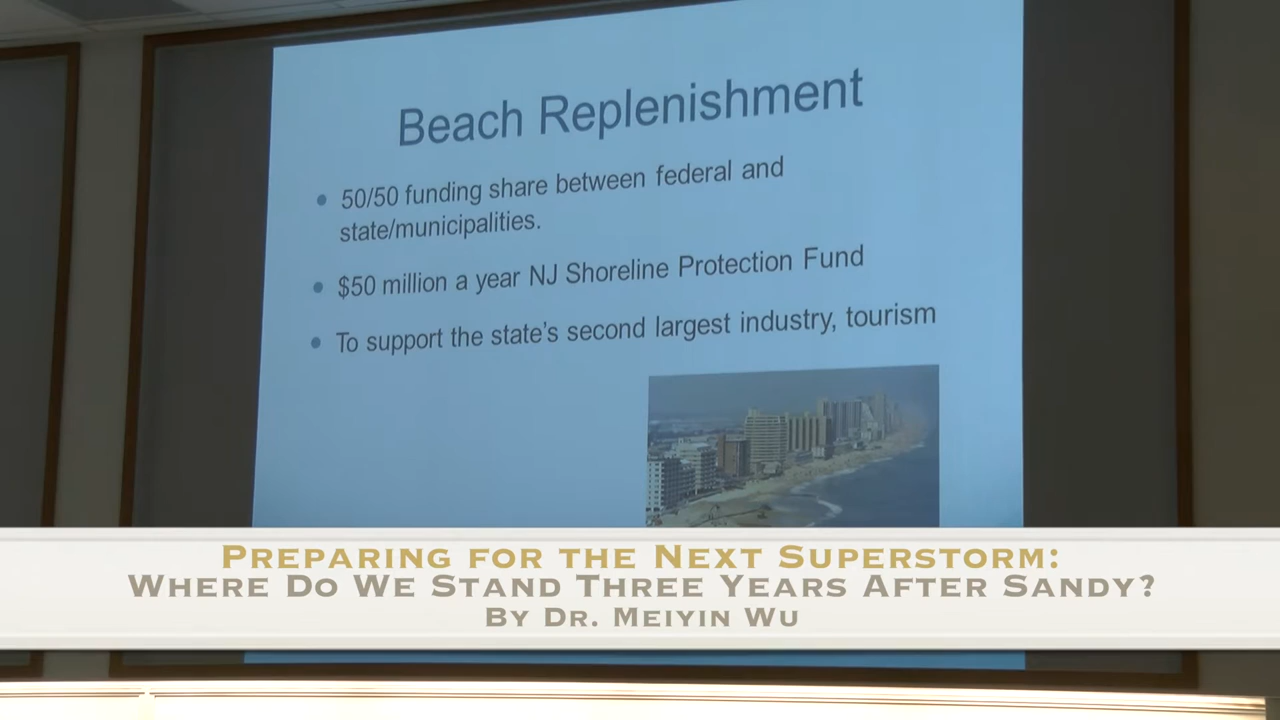 Beach Replenishment
• 50/50 funding share between federal and
state/municipalities.
• $50 million a year NJ Shoreline Protection Fund
• To support the state's second largest industry, tourism
Preparing for the Next Superstorm:
Where Do We Stand Three Years After Sandy?
By Dr. Meiyin Wu